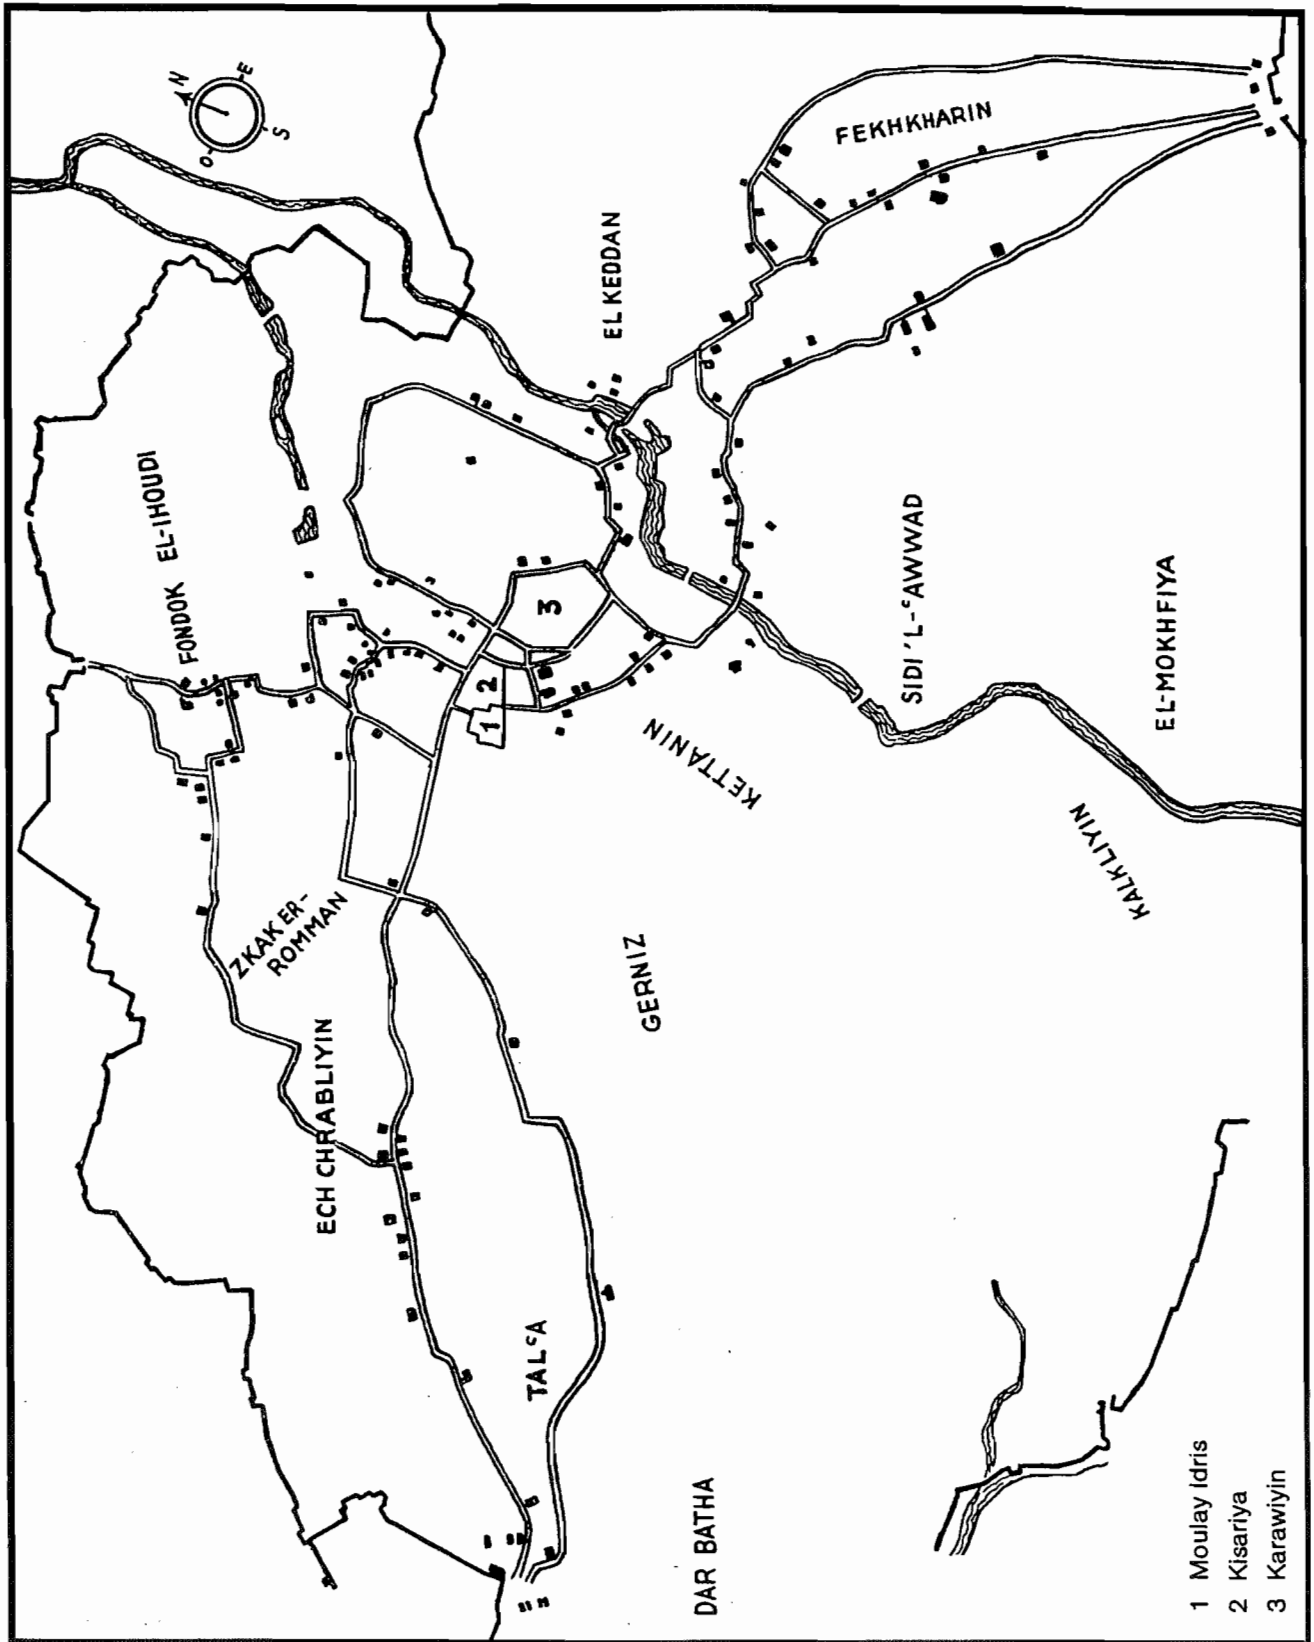 N
E
S
O
FEKHKHARIN
EL KEDDAN
FONDOK EL-IHOUDI
SIDI 'L-ʿAWWAD
EL-MOKHFIYA
KETTANIN
KALKLIYIN
ZKAK ER-
ROMMAN
GERNIZ
ECH CHRABLIYIN
TALʿA
DAR BATHA
1
2
3
1 Moulay Idris
2 Kisariya
3 Karawiyin